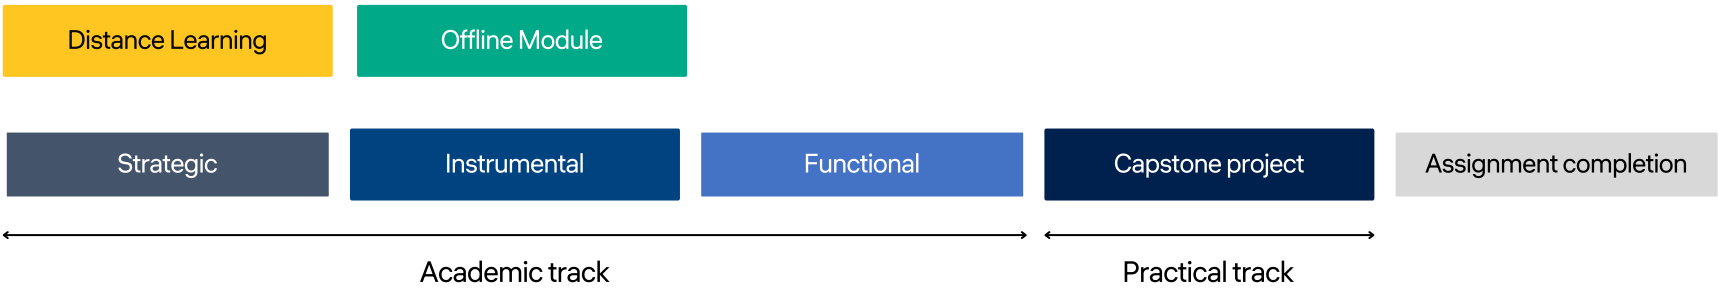 Distance Learning
Offline Module
Strategic
Instrumental
Functional
Capstone project
Assignment completion
Academic track
Practical track